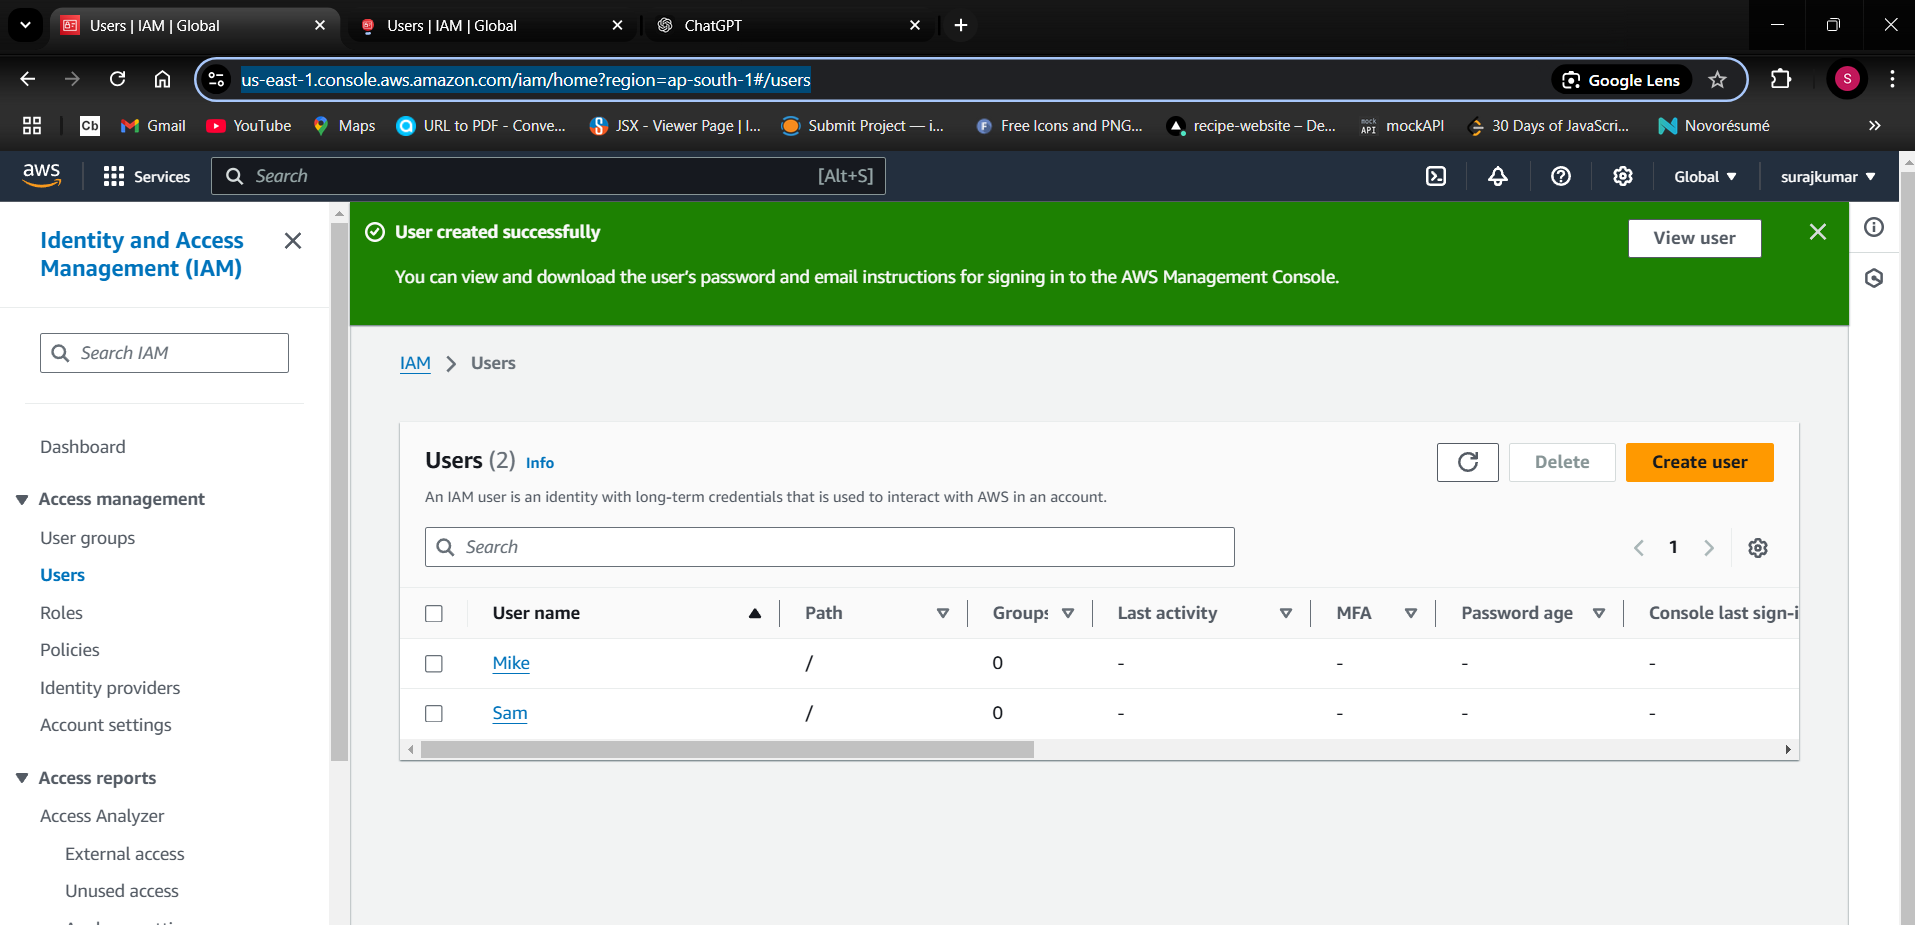 Users | IAM | Global
Users | IAM | Global
ChatGPT
us-east-1.console.aws.amazon.com/iam/home?region=ap-south-1#/users
Google Lens
S
Cb
Gmail
YouTube
Maps
URL to PDF - Conve...
JSX - Viewer Page | I...
Submit Project — i...
F
Free Icons and PNG...
recipe-website – De...
mock
API
mockAPI
30 Days of JavaScri...
Novorésumé
aws
Services
Search
[Alt+S]
Global
surajkumar
Identity and Access
Management (IAM)
Search IAM
Dashboard
Access management
User groups
Users
Roles
Policies
Identity providers
Account settings
Access reports
Access Analyzer
External access
Unused access
User created successfully
You can view and download the user's password and email instructions for signing in to the AWS Management Console.
View user
IAM > Users
Users (2) Info
Delete
Create user
An IAM user is an identity with long-term credentials that is used to interact with AWS in an account.
Search
1
User name
Path
Groups
Last activity
MFA
Password age
Console last sign-i
Mike / 0 - - - -
Sam / 0 - - - -